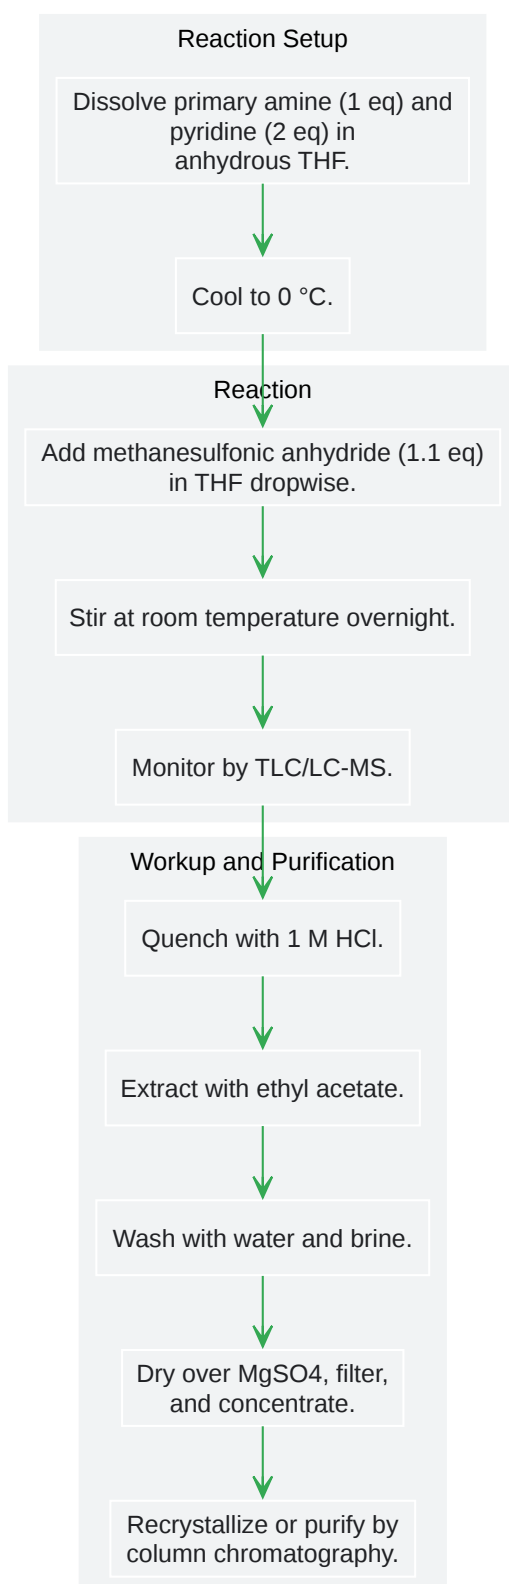 Reaction Setup
Dissolve primary amine (1 eq) and
pyridine (2 eq) in
anhydrous THF.
Cool to 0 °C.
Reaction
Add methanesulfonic anhydride (1.1 eq)
in THF dropwise.
Stir at room temperature overnight.
Monitor by TLC/LC-MS.
Workup and Purification
Quench with 1 M HCl.
Extract with ethyl acetate.
Wash with water and brine.
Dry over MgSO4, filter,
and concentrate.
Recrystallize or purify by
column chromatography.